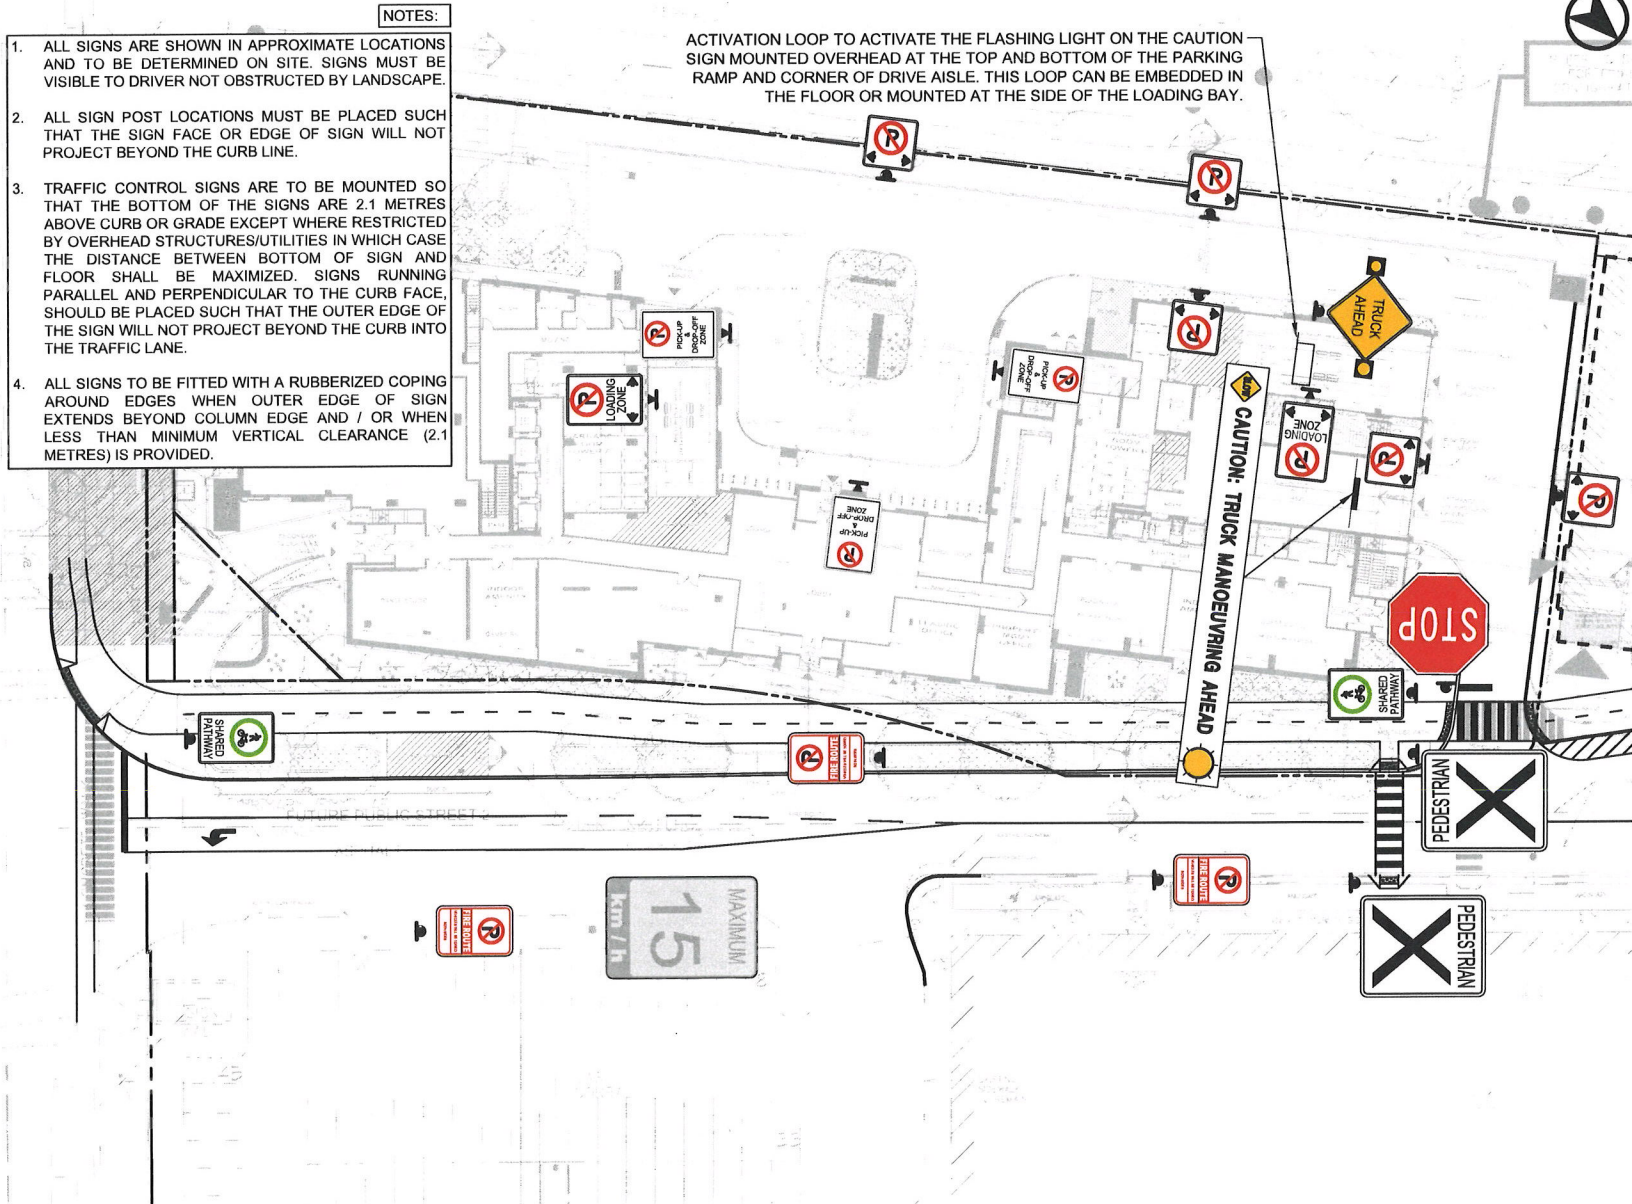 NOTES:
1. ALL SIGNS ARE SHOWN IN APPROXIMATE LOCATIONS
AND TO BE DETERMINED ON SITE. SIGNS MUST BE
VISIBLE TO DRIVER NOT OBSTRUCTED BY LANDSCAPE.
2. ALL SIGN POST LOCATIONS MUST BE PLACED SUCH
THAT THE SIGN FACE OR EDGE OF SIGN WILL NOT
PROJECT BEYOND THE CURB LINE.
3. TRAFFIC CONTROL SIGNS ARE TO BE MOUNTED SO
THAT THE BOTTOM OF THE SIGNS ARE 2.1 METRES
ABOVE CURB OR GRADE EXCEPT WHERE RESTRICTED
BY OVERHEAD STRUCTURES/UTILITIES IN WHICH CASE
THE DISTANCE BETWEEN BOTTOM OF SIGN AND
FLOOR SHALL BE MAXIMIZED. SIGNS RUNNING
PARALLEL AND PERPENDICULAR TO THE CURB FACE,
SHOULD BE PLACED SUCH THAT THE OUTER EDGE OF
THE SIGN WILL NOT PROJECT BEYOND THE CURB INTO
THE TRAFFIC LANE.
4. ALL SIGNS TO BE FITTED WITH A RUBBERIZED COPING
AROUND EDGES WHEN OUTER EDGE OF SIGN
EXTENDS BEYOND COLUMN EDGE AND / OR WHEN
LESS THAN MINIMUM VERTICAL CLEARANCE (2.1
METRES) IS PROVIDED.
ACTIVATION LOOP TO ACTIVATE THE FLASHING LIGHT ON THE CAUTION
SIGN MOUNTED OVERHEAD AT THE TOP AND BOTTOM OF THE PARKING
RAMP AND CORNER OF DRIVE AISLE. THIS LOOP CAN BE EMBEDDED IN
THE FLOOR OR MOUNTED AT THE SIDE OF THE LOADING BAY.
P
P
TRUCK
AHEAD
P
P
PICK-UP
&
DROP-OFF
ZONE
P
PICK-UP
&
DROP-OFF
ZONE
P
LOADING
ZONE
P
SLOW
CAUTION: TRUCK MANOEUVRING AHEAD
LOADING
ZONE
P
P
P
PICK-UP
&
DROP-OFF
ZONE
P
STOP
SHARED
PATHWAY
SHARED
PATHWAY
P
FIRE ROUTE
PEDESTRIAN
X
FUTURE PUBLIC STREET 2
P
FIRE ROUTE
P
FIRE ROUTE
MAXIMUM
15
km/h
PEDESTRIAN
X